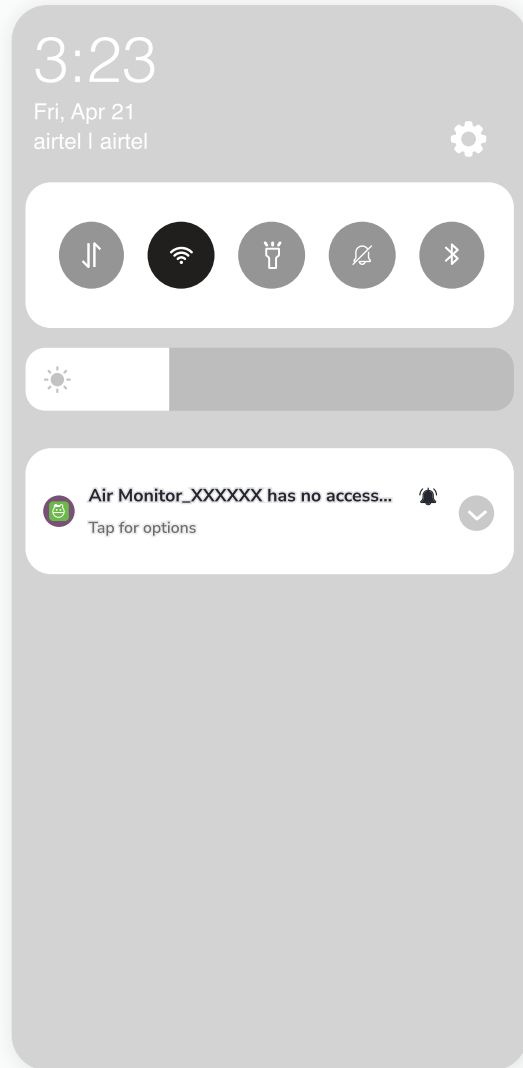 3:23
Fri, Apr 21
airtel | airtel
Air Monitor_XXXXXX has no access...
Tap for options